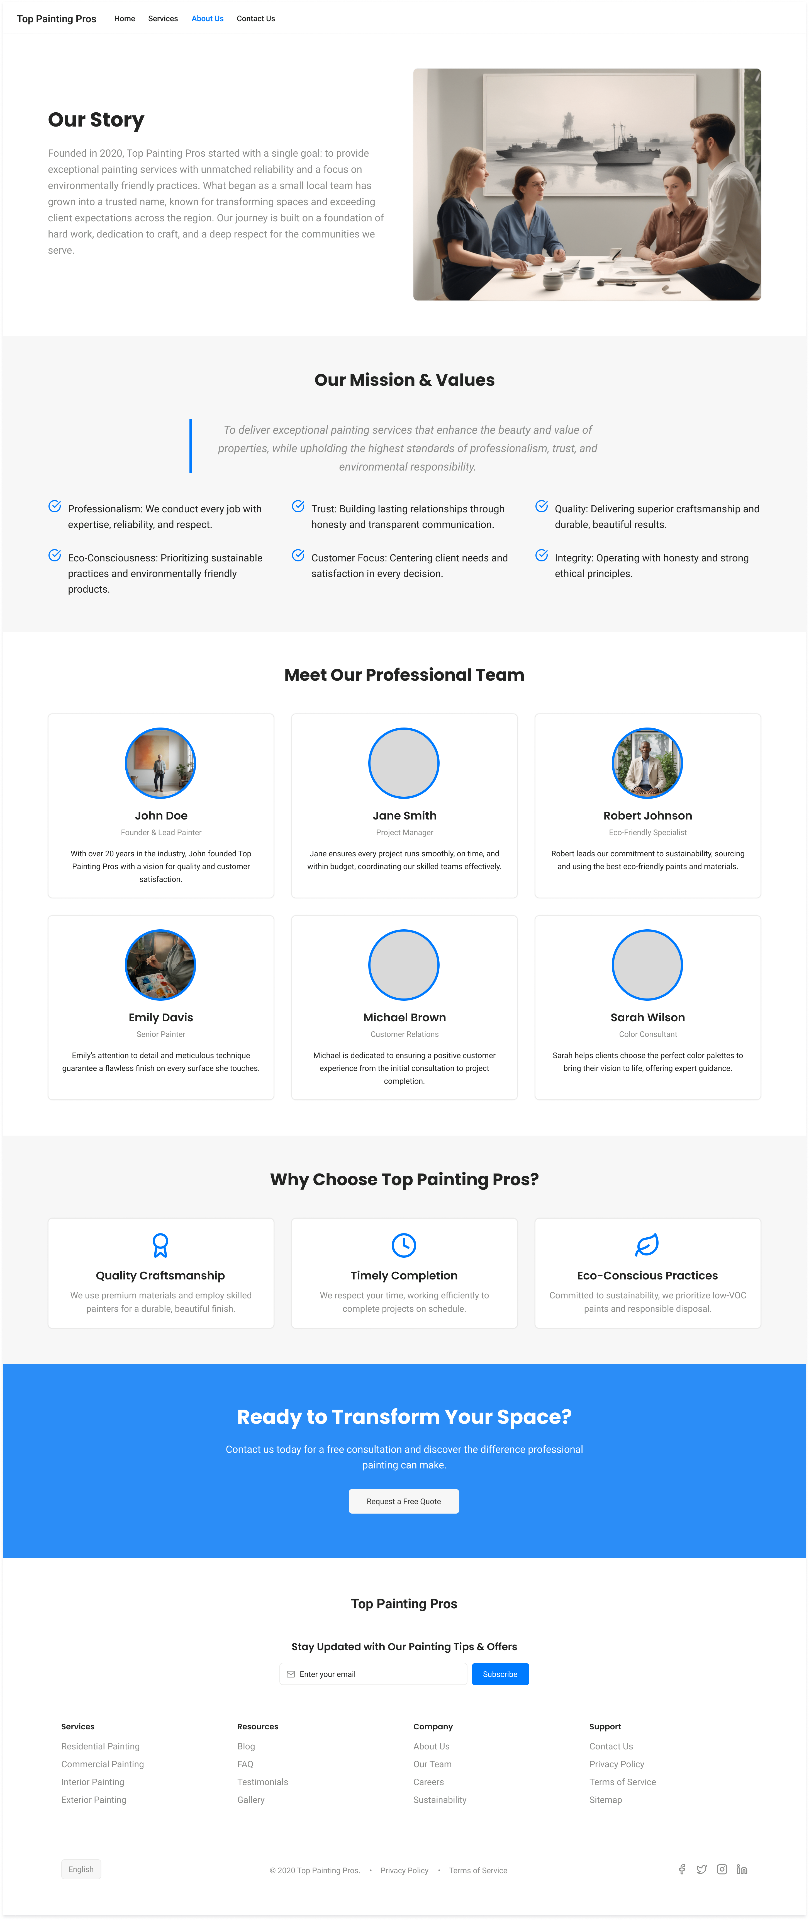 Top Painting Pros Home Services About Us Contact Us
Our Story
Founded in 2020, Top Painting Pros started with a single goal: to provide
exceptional painting services with unmatched reliability and a focus on
environmentally friendly practices. What began as a small local team has
grown into a trusted name, known for transforming spaces and exceeding
client expectations across the region. Our journey is built on a foundation of
hard work, dedication to craft, and a deep respect for the communities we
serve.
Our Mission & Values
To deliver exceptional painting services that enhance the beauty and value of
properties, while upholding the highest standards of professionalism, trust, and
environmental responsibility.
Professionalism: We conduct every job with
expertise, reliability, and respect.
Trust: Building lasting relationships through
honesty and transparent communication.
Quality: Delivering superior craftsmanship and
durable, beautiful results.
Eco-Consciousness: Prioritizing sustainable
practices and environmentally friendly
products.
Customer Focus: Centering client needs and
satisfaction in every decision.
Integrity: Operating with honesty and strong
ethical principles.
Meet Our Professional Team
John Doe
Founder & Lead Painter
With over 20 years in the industry, John founded Top
Painting Pros with a vision for quality and customer
satisfaction.
Jane Smith
Project Manager
Jane ensures every project runs smoothly, on time, and
within budget, coordinating our skilled teams effectively.
Robert Johnson
Eco-Friendly Specialist
Robert leads our commitment to sustainability, sourcing
and using the best eco-friendly paints and materials.
Emily Davis
Senior Painter
Emily's attention to detail and meticulous technique
guarantee a flawless finish on every surface she touches.
Michael Brown
Customer Relations
Michael is dedicated to ensuring a positive customer
experience from the initial consultation to project
completion.
Sarah Wilson
Color Consultant
Sarah helps clients choose the perfect color palettes to
bring their vision to life, offering expert guidance.
Why Choose Top Painting Pros?
Quality Craftsmanship
We use premium materials and employ skilled
painters for a durable, beautiful finish.
Timely Completion
We respect your time, working efficiently to
complete projects on schedule.
Eco-Conscious Practices
Committed to sustainability, we prioritize low-VOC
paints and responsible disposal.
Ready to Transform Your Space?
Contact us today for a free consultation and discover the difference professional
painting can make.
Request a Free Quote
Top Painting Pros
Stay Updated with Our Painting Tips & Offers
Enter your email Subscribe
Services
Residential Painting
Commercial Painting
Interior Painting
Exterior Painting
Resources
Blog
FAQ
Testimonials
Gallery
Company
About Us
Our Team
Careers
Sustainability
Support
Contact Us
Privacy Policy
Terms of Service
Sitemap
English
© 2020 Top Painting Pros. • Privacy Policy • Terms of Service